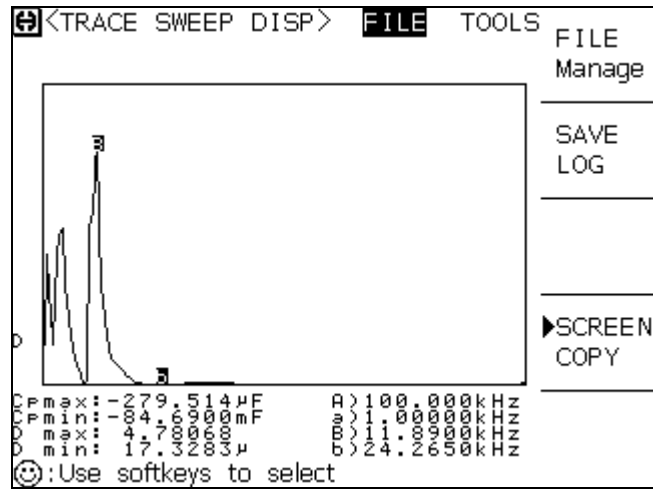 <TRACE SWEEP DISP> FILE TOOLS
FILE
Manage
SAVE
LOG
SCREEN
COPY
B
b
D
Cpmax:-279.514μF A)100.000kHz
Cpmin:-84.6900mF a)1.00000kHz
D max: 4.78068 B)11.8900kHz
D min: 17.3283μ b)24.2650kHz
:Use softkeys to select